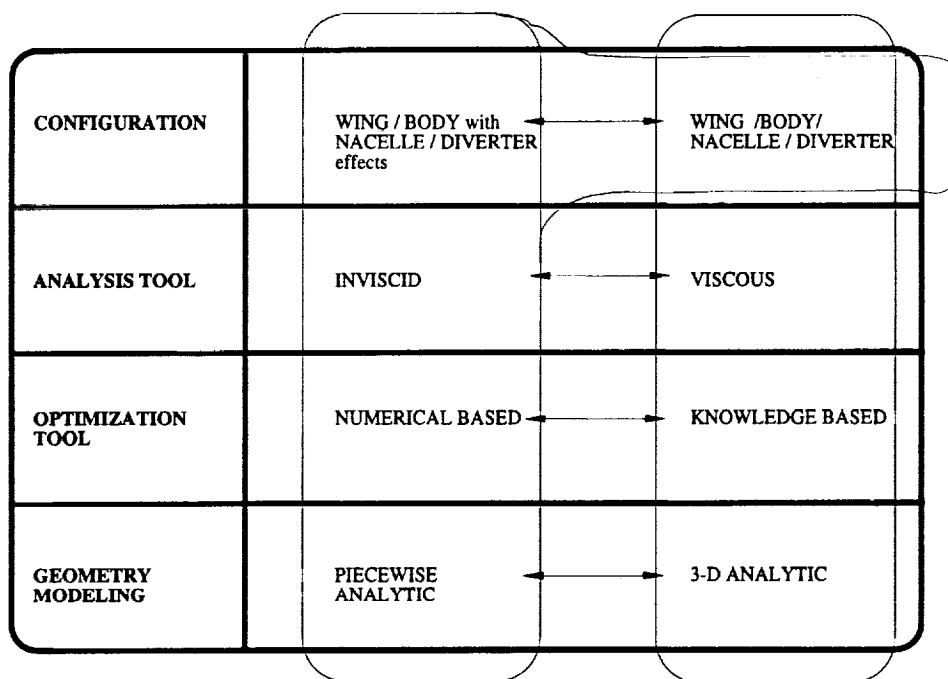 CONFIGURATION
WING / BODY with
NACELLE / DIVERTER
effects
WING /BODY/
NACELLE / DIVERTER
ANALYSIS TOOL
INVISCID
VISCOUS
OPTIMIZATION
TOOL
NUMERICAL BASED
KNOWLEDGE BASED
GEOMETRY
MODELING
PIECEWISE
ANALYTIC
3-D ANALYTIC